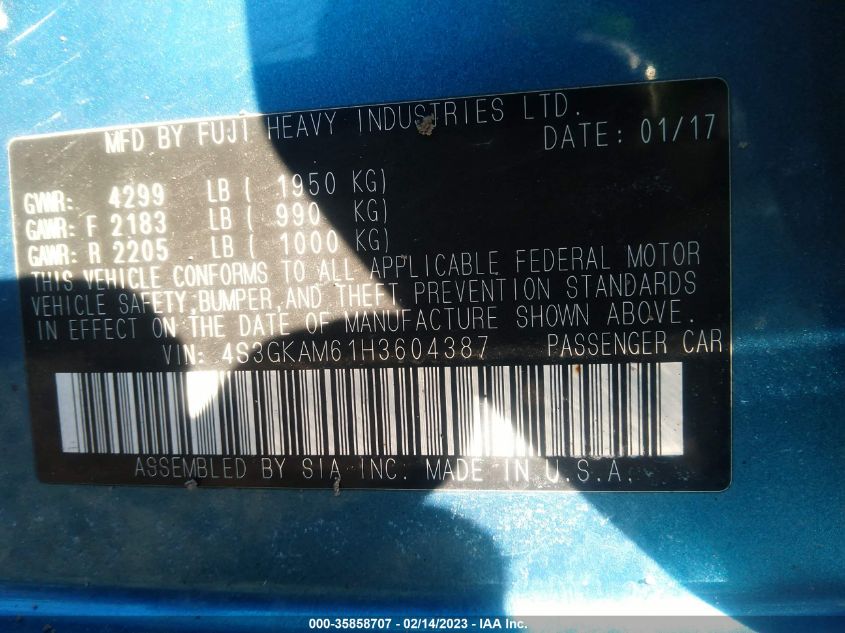 MFD BY FUJI HEAVY INDUSTRIES LTD.
DATE: 01/17
GVWR: 4299 LB ( 1950 KG)
GAWR: F 2183 LB ( 990 KG)
GAWR: R 2205 LB ( 1000 KG)
THIS VEHICLE CONFORMS TO ALL APPLICABLE FEDERAL MOTOR
VEHICLE SAFETY, BUMPER, AND THEFT PREVENTION STANDARDS
IN EFFECT ON THE DATE OF MANUFACTURE SHOWN ABOVE.
VIN: 4S3GKAM61H3604387 PASSENGER CAR
ASSEMBLED BY SIA INC. MADE IN U.S.A.
000-35858707 - 02/14/2023 - IAA Inc.